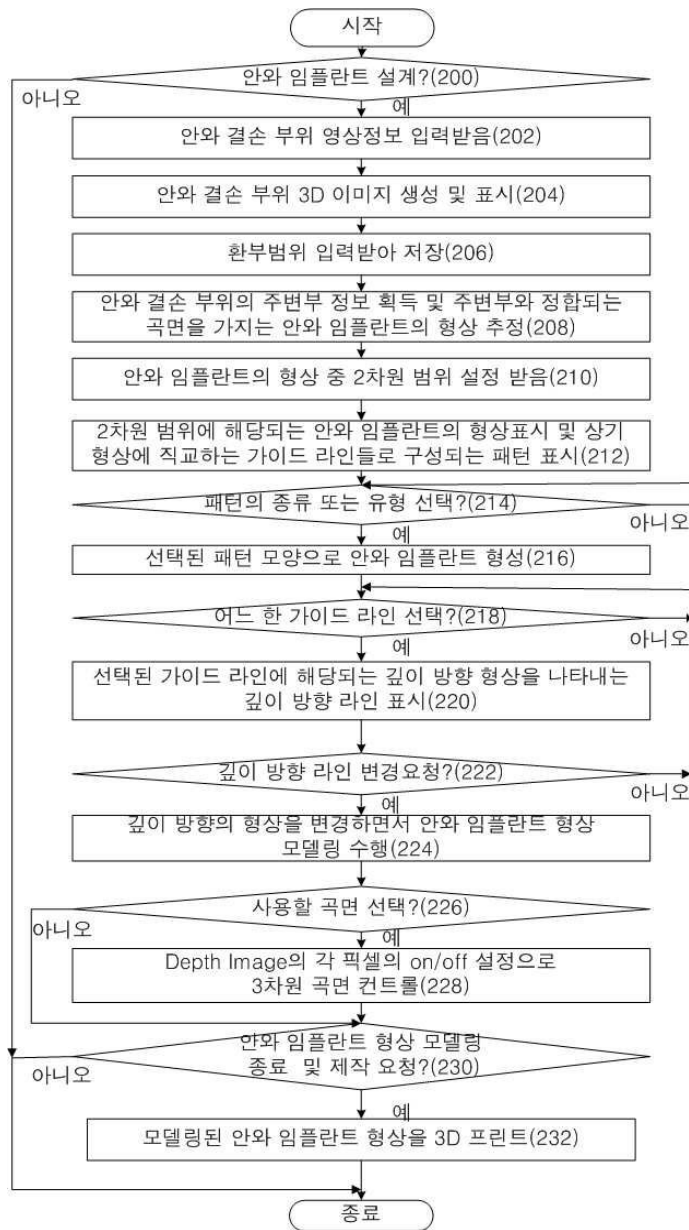 시작
안와 임플란트 설계?(200)
아니오
예
안와 결손 부위 영상정보 입력받음(202)
안와 결손 부위 3D 이미지 생성 및 표시(204)
환부범위 입력받아 저장(206)
안와 결손 부위의 주변부 정보 획득 및 주변부와 정합되는
곡면을 가지는 안와 임플란트의 형상 추정(208)
안와 임플란트의 형상 중 2차원 범위 설정 받음(210)
2차원 범위에 해당되는 안와 임플란트의 형상표시 및 상기
형상에 직교하는 가이드 라인들로 구성되는 패턴 표시(212)
패턴의 종류 또는 유형 선택?(214)
아니오
예
선택된 패턴 모양으로 안와 임플란트 형성(216)
어느 한 가이드 라인 선택?(218)
아니오
예
선택된 가이드 라인에 해당되는 깊이 방향 형상을 나타내는
깊이 방향 라인 표시(220)
깊이 방향 라인 변경요청?(222)
아니오
예
깊이 방향의 형상을 변경하면서 안와 임플란트 형상
모델링 수행(224)
사용할 곡면 선택?(226)
아니오
예
Depth Image의 각 픽셀의 on/off 설정으로
3차원 곡면 컨트롤(228)
안와 임플란트 형상 모델링
종료 및 제작 요청?(230)
아니오
예
모델링된 안와 임플란트 형상을 3D 프린트(232)
종료